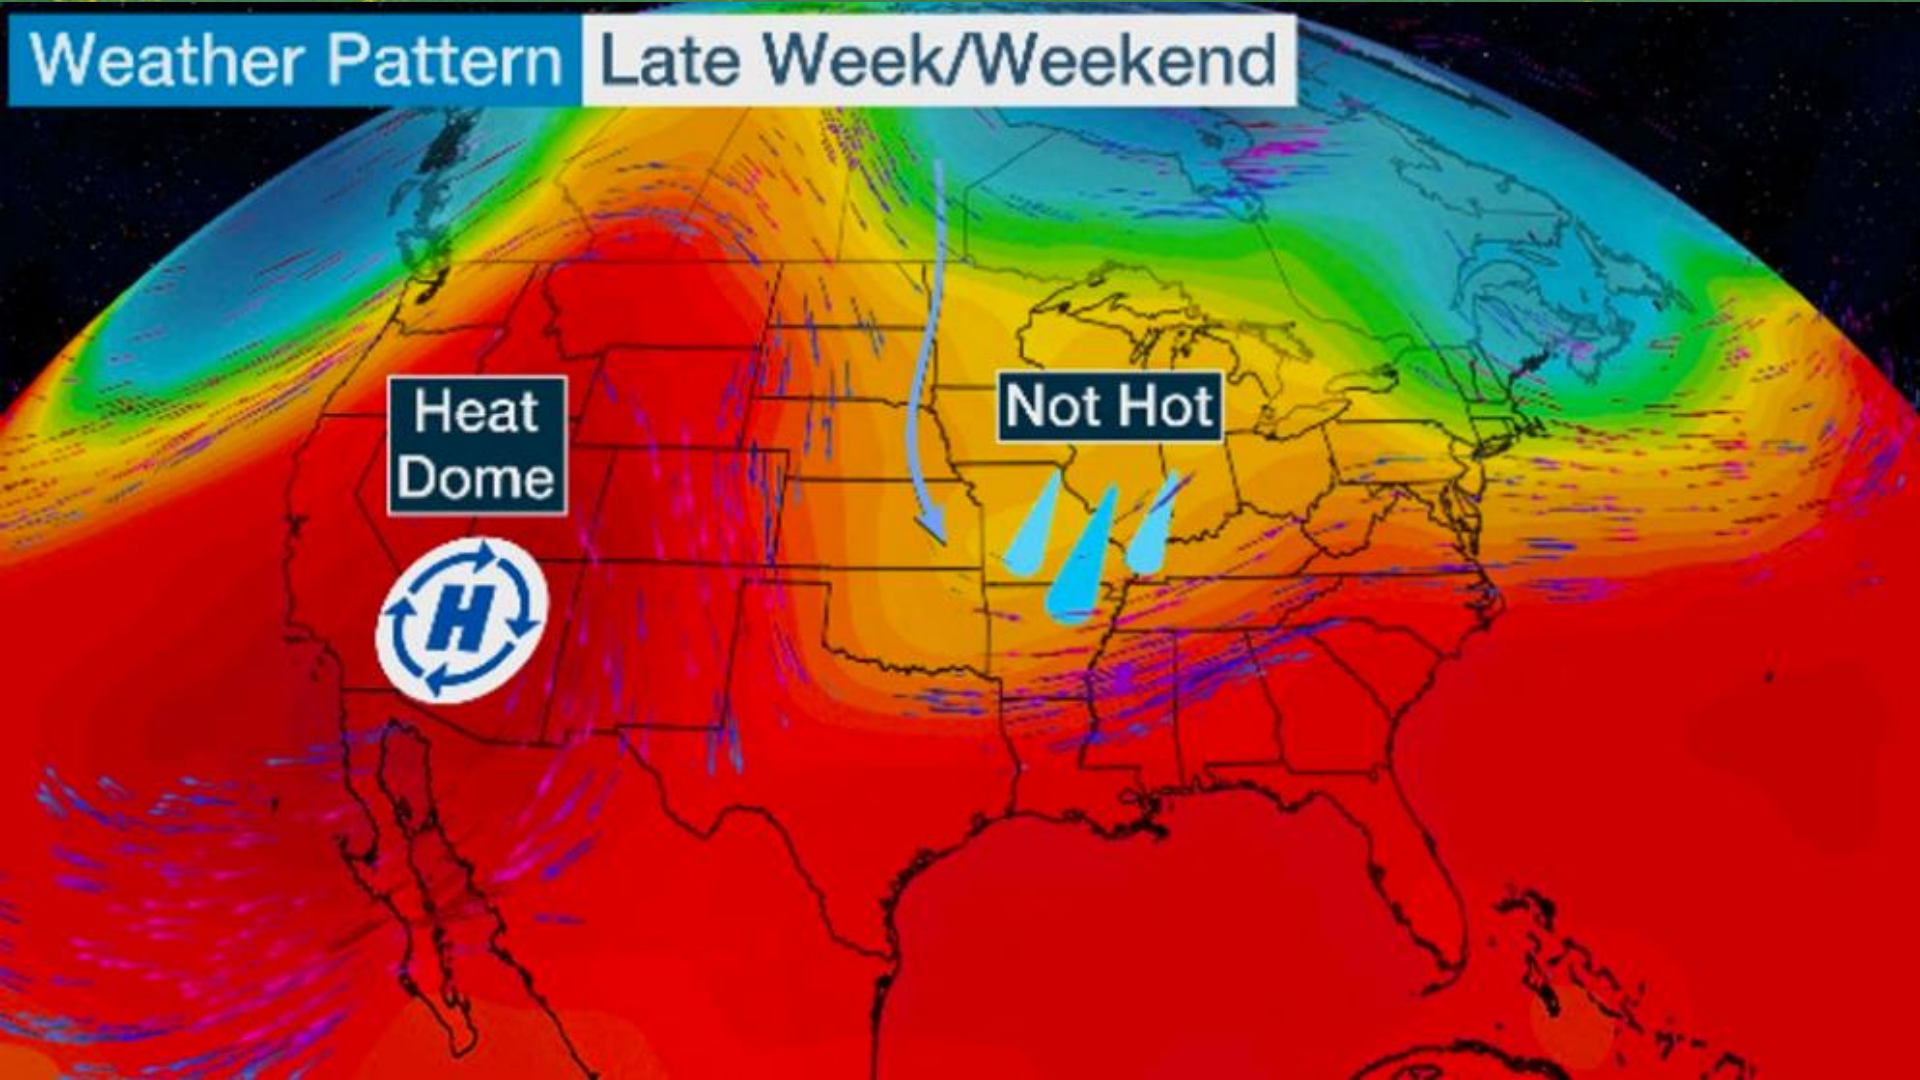 Weather Pattern Late Week/Weekend
Heat
Dome
Not Hot
H